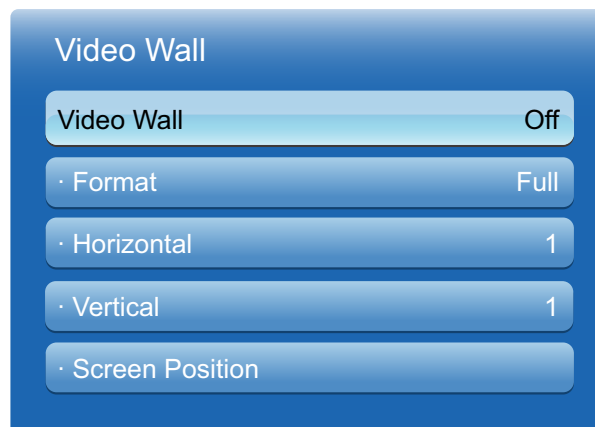 Video Wall
Video Wall Off
· Format Full
· Horizontal 1
· Vertical 1
· Screen Position